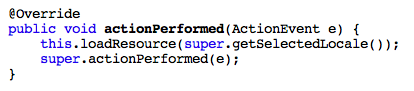 @Override
public void actionPerformed(ActionEvent e) {
    this.loadResource(super.getSelectedLocale());
    super.actionPerformed(e);
}